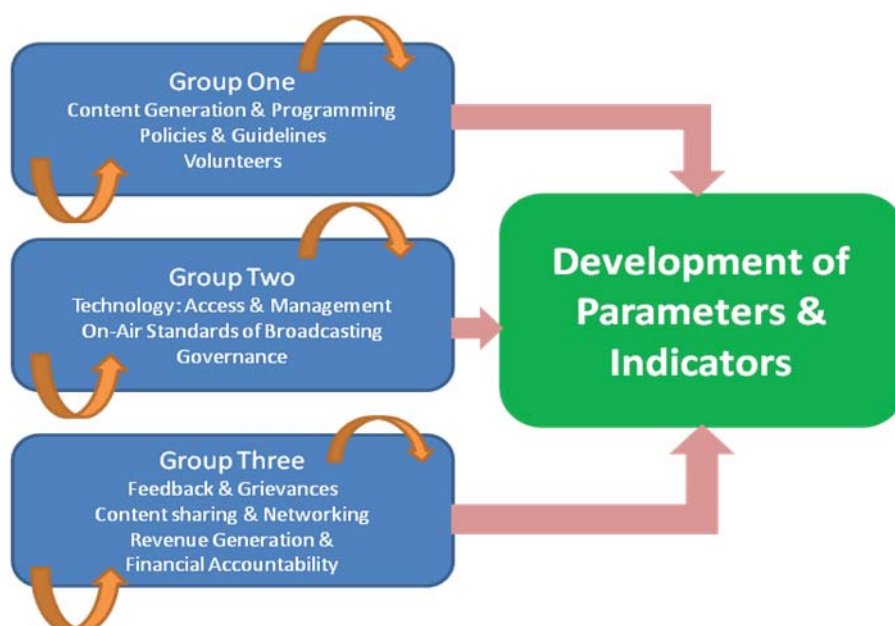 Group One
Content Generation & Programming
Policies & Guidelines
Volunteers
Group Two
Technology: Access & Management
On-Air Standards of Broadcasting
Governance
Group Three
Feedback & Grievances
Content sharing & Networking
Revenue Generation &
Financial Accountability
Development of
Parameters &
Indicators